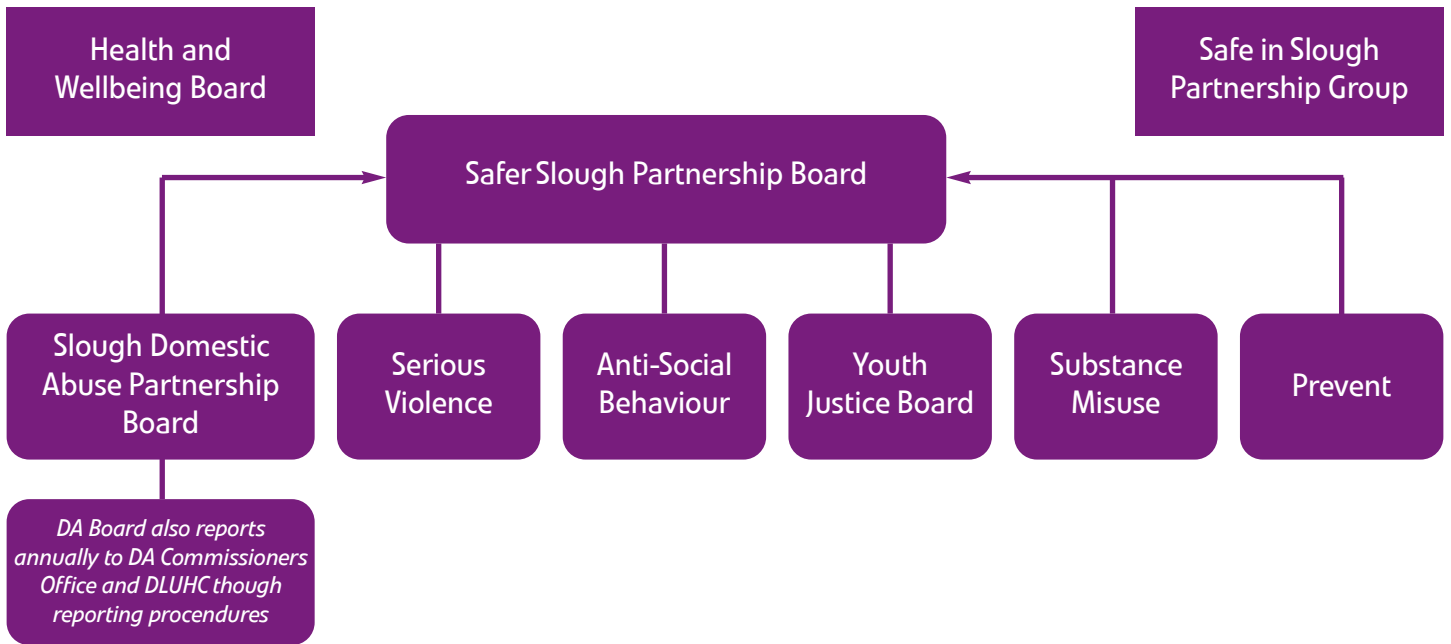 Health and
Wellbeing Board
Safe in Slough
Partnership Group
Safer Slough Partnership Board
Slough Domestic
Abuse Partnership
Board
Serious
Violence
Anti-Social
Behaviour
Youth
Justice Board
Substance
Misuse
Prevent
DA Board also reports
annually to DA Commissioners
Office and DLUHC though
reporting procendures